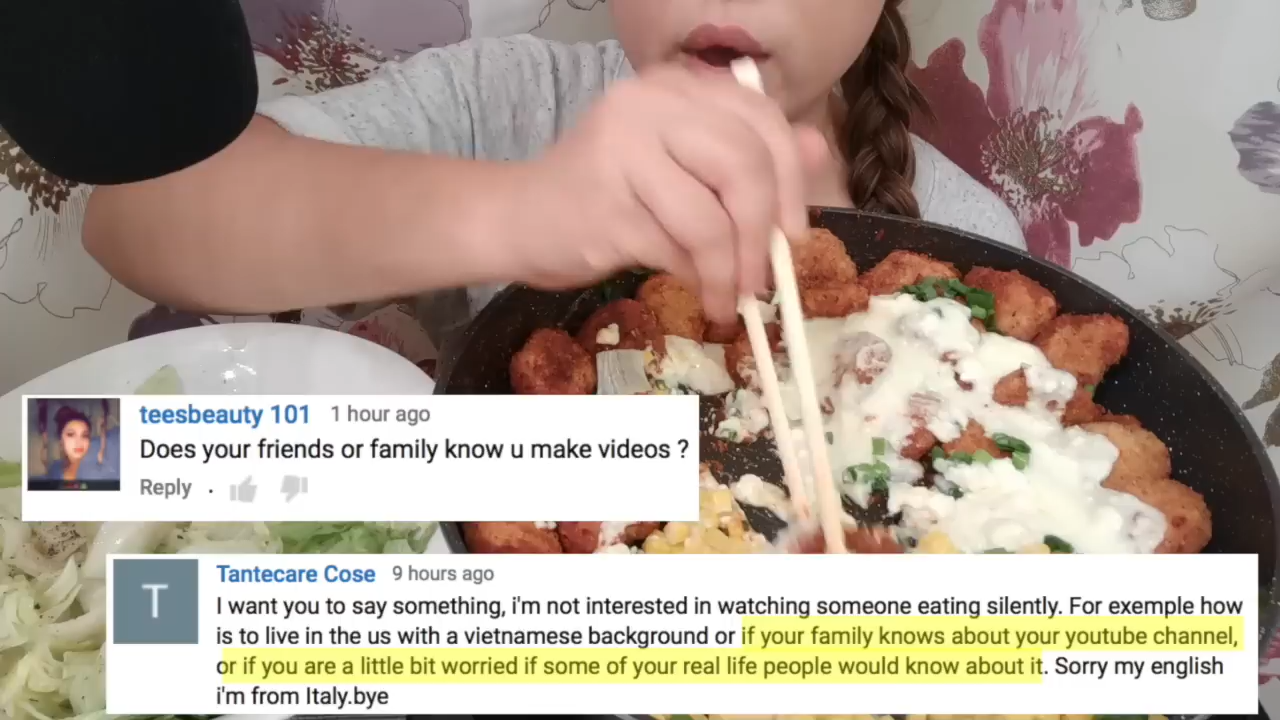 teesbeauty 101 1 hour ago
Does your friends or family know u make videos ?
Reply .
T
Tantecare Cose 9 hours ago
I want you to say something, i'm not interested in watching someone eating silently. For exemple how
is to live in the us with a vietnamese background or if your family knows about your youtube channel,
or if you are a little bit worried if some of your real life people would know about it. Sorry my english
i'm from Italy.bye